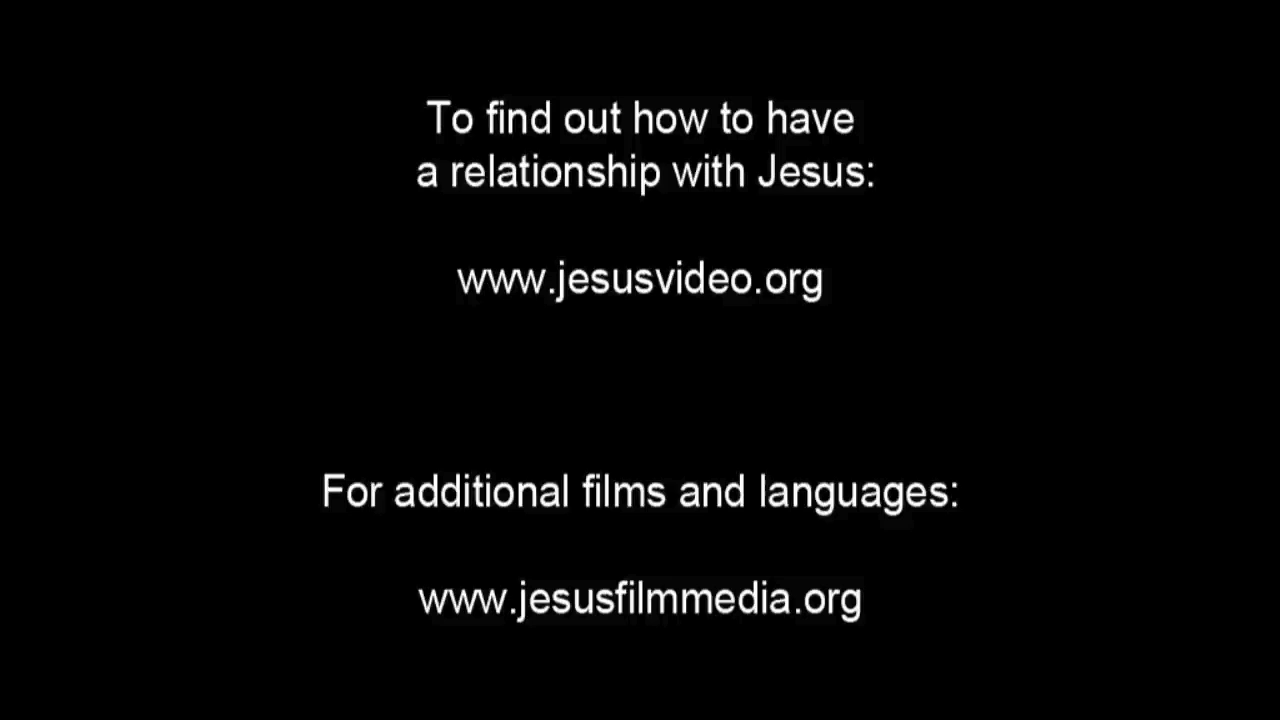 To find out how to have
a relationship with Jesus:
www.jesusvideo.org
For additional films and languages:
www.jesusfilmmedia.org